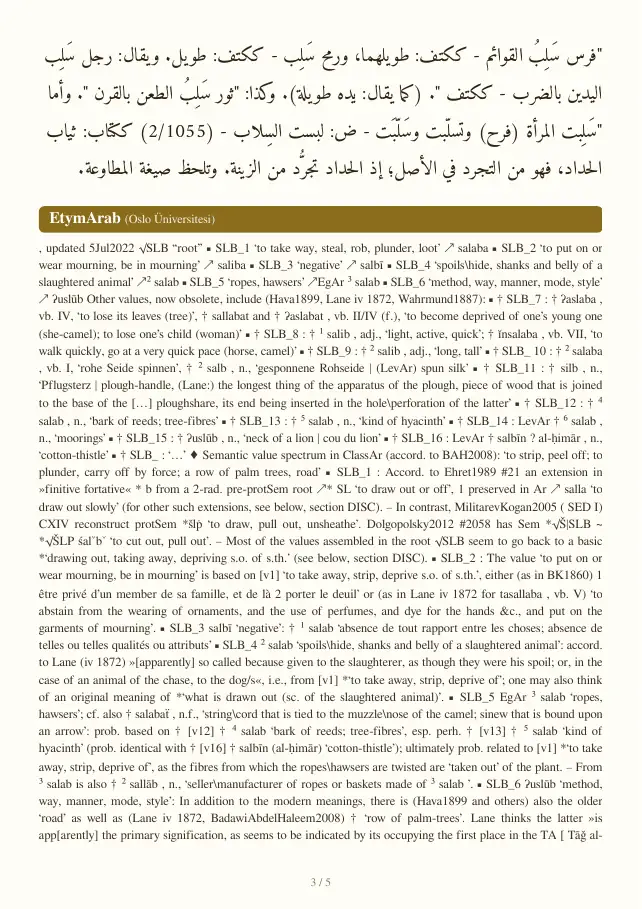 "فرس سَلِبُ القوائم - ككتف: طويلهما، ورمح سَلِب - ككتف: طويل. ويقال: رجل سَلِب
اليدين بالضرب - ككتف ". (كما يقال: يده طويلة). وكذا: "ثور سَلِبُ الطعن بالقرن ". وأما
"سَلِبت المرأة (فرح) وتسلّبت وسَلّبَت - ض: لبست السِلاب - (2/1055) ككتاب: ثياب
الحداد، فهو من التجرد في الأصل؛ إذ الحداد تجرُّد من الزينة. وتلحظ صيغة المطاوعة.
EtymArab (Oslo Üniversitesi)
, updated 5Jul2022 √SLB “root” ▪ SLB_1 ‘to take way, steal, rob, plunder, loot’ ↗ salaba ▪ SLB_2 ‘to put on or
wear mourning, be in mourning’ ↗ saliba ▪ SLB_3 ‘negative’ ↗ salbī ▪ SLB_4 ‘spoils\hide, shanks and belly of a
slaughtered animal’ ↗² salab ▪ SLB_5 ‘ropes, hawsers’ ↗EgAr ³ salab ▪ SLB_6 ‘method, way, manner, mode, style’
↗ ʔuslūb Other values, now obsolete, include (Hava1899, Lane iv 1872, Wahrmund1887): ▪ † SLB_7 : † ʔaslaba ,
vb. IV, ‘to lose its leaves (tree)’, † sallabat and † ʔaslabat , vb. II/IV (f.), ‘to become deprived of one’s young one
(she-camel); to lose one’s child (woman)’ ▪ † SLB_8 : † ¹ salib , adj., ‘light, active, quick’; † ĭnsalaba , vb. VII, ‘to
walk quickly, go at a very quick pace (horse, camel)’ ▪ † SLB_9 : † ² salib , adj., ‘long, tall’ ▪ † SLB_ 10 : † ² salaba
, vb. I, ‘rohe Seide spinnen’, † ² salb , n., ‘gesponnene Rohseide | (LevAr) spun silk’ ▪ † SLB_11 : † silb , n.,
‘Pflugsterz | plough-handle, (Lane:) the longest thing of the apparatus of the plough, piece of wood that is joined
to the base of the […] ploughshare, its end being inserted in the hole\perforation of the latter’ ▪ † SLB_12 : † ⁴
salab , n., ‘bark of reeds; tree-fibres’ ▪ † SLB_13 : † ⁵ salab , n., ‘kind of hyacinth’ ▪ † SLB_14 : LevAr † ⁶ salab ,
n., ‘moorings’ ▪ † SLB_15 : † ʔuslūb , n., ‘neck of a lion | cou du lion’ ▪ † SLB_16 : LevAr † salbīn ? al-ḥimār , n.,
‘cotton-thistle’ ▪ † SLB_ : ‘…’ ♦ Semantic value spectrum in ClassAr (accord. to BAH2008): ‘to strip, peel off; to
plunder, carry off by force; a row of palm trees, road’ ▪ SLB_1 : Accord. to Ehret1989 #21 an extension in
»finitive fortative« * b from a 2-rad. pre-protSem root ↗* SL ‘to draw out or off’, 1 preserved in Ar ↗ salla ‘to
draw out slowly’ (for other such extensions, see below, section DISC). – In contrast, MilitarevKogan2005 ( SED I)
CXIV reconstruct protSem *šlp ‘to draw, pull out, unsheathe’. Dolgopolsky2012 #2058 has Sem *√Š|SLB ~
*√ŠLP šalˇbˇ ‘to cut out, pull out’. – Most of the values assembled in the root √SLB seem to go back to a basic
*‘drawing out, taking away, depriving s.o. of s.th.’ (see below, section DISC). ▪ SLB_2 : The value ‘to put on or
wear mourning, be in mourning’ is based on [v1] ‘to take away, strip, deprive s.o. of s.th.’, either (as in BK1860) 1
être privé d’un member de sa famille, et de là 2 porter le deuil’ or (as in Lane iv 1872 for tasallaba , vb. V) ‘to
abstain from the wearing of ornaments, and the use of perfumes, and dye for the hands &c., and put on the
garments of mourning’. ▪ SLB_3 salbī ‘negative’: † ¹ salab ‘absence de tout rapport entre les choses; absence de
telles ou telles qualités ou attributs’ ▪ SLB_4 ² salab ‘spoils\hide, shanks and belly of a slaughtered animal’: accord.
to Lane (iv 1872) »[apparently] so called because given to the slaughterer, as though they were his spoil; or, in the
case of an animal of the chase, to the dog/s«, i.e., from [v1] *‘to take away, strip, deprive of’; one may also think
of an original meaning of *‘what is drawn out (sc. of the slaughtered animal)’. ▪ SLB_5 EgAr ³ salab ‘ropes,
hawsers’; cf. also † salabaẗ , n.f., ‘string\cord that is tied to the muzzle\nose of the camel; sinew that is bound upon
an arrow’: prob. based on † [v12] † ⁴ salab ‘bark of reeds; tree-fibres’, esp. perh. † [v13] † ⁵ salab ‘kind of
hyacinth’ (prob. identical with † [v16] † salbīn (al-ḥimār) ‘cotton-thistle’); ultimately prob. related to [v1] *‘to take
away, strip, deprive of’, as the fibres from which the ropes\hawsers are twisted are ‘taken out’ of the plant. – From
³ salab is also † ² sallāb , n., ‘seller\manufacturer of ropes or baskets made of ³ salab ’. ▪ SLB_6 ʔuslūb ‘method,
way, manner, mode, style’: In addition to the modern meanings, there is (Hava1899 and others) also the older
‘road’ as well as (Lane iv 1872, BadawiAbdelHaleem2008) † ‘row of palm-trees’. Lane thinks the latter »is
app[arently] the primary signification, as seems to be indicated by its occupying the first place in the TA [ Tāǧ al-
3 / 5